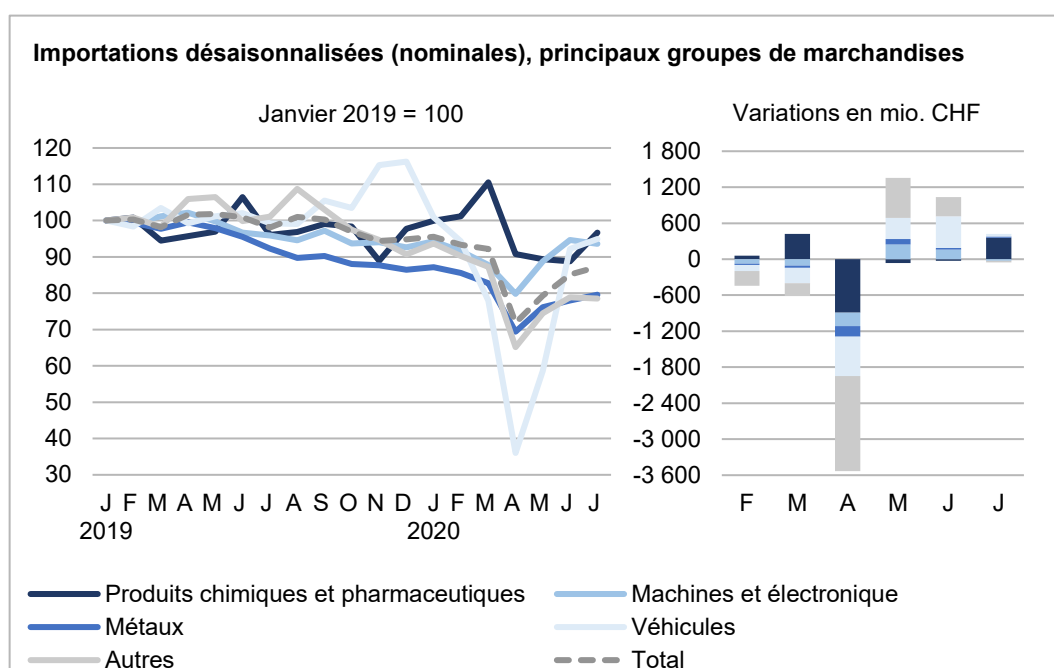 Importations désaisonnalisées (nominales), principaux groupes de marchandises
Janvier 2019 = 100
120
110
100
90
80
70
60
50
40
30
J F M A M J J A S O N D J F M A M J J
2019 2020
Variations en mio. CHF
1 800
1 200
600
0
-600
-1 200
-1 800
-2 400
-3 000
-3 600
F M A M J J
Produits chimiques et pharmaceutiques
Machines et électronique
Métaux
Véhicules
Autres
Total